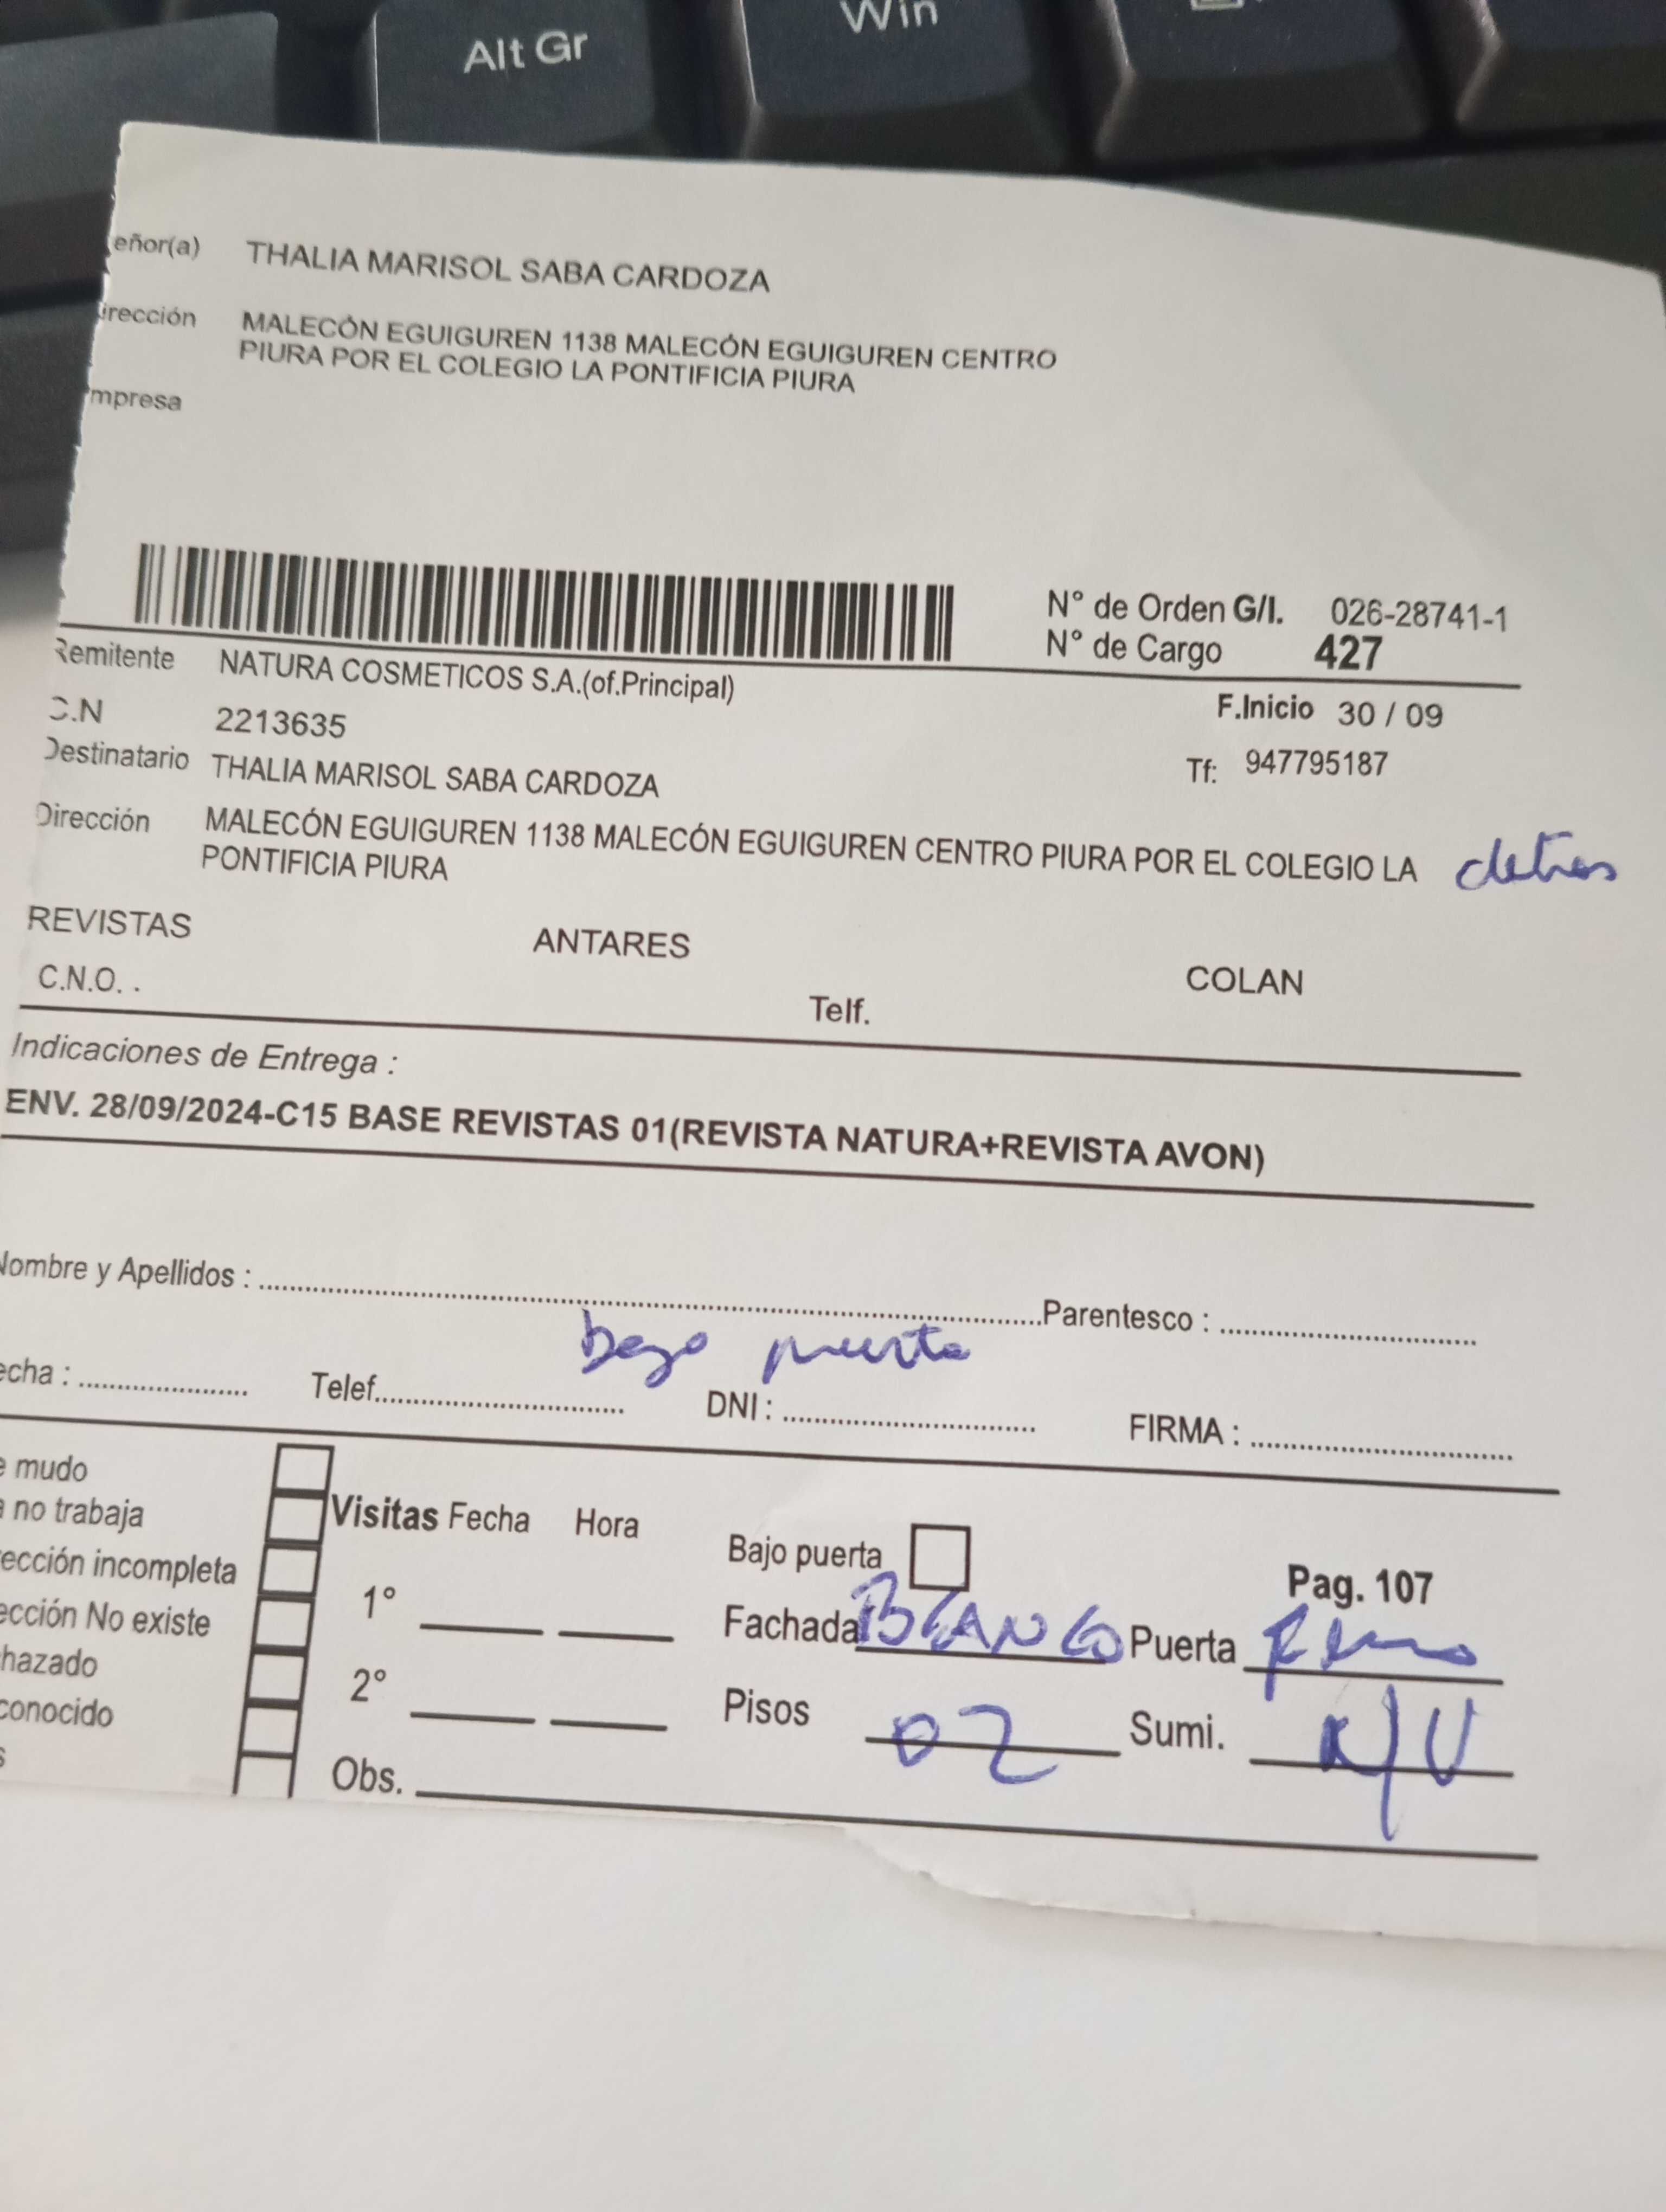 Alt Gr
Win
eñor(a) THALIA MARISOL SABA CARDOZA
irección MALECÓN EGUIGUREN 1138 MALECÓN EGUIGUREN CENTRO
PIURA POR EL COLEGIO LA PONTIFICIA PIURA
mpresa
N° de Orden G/I. 026-28741-1
N° de Cargo 427
Remitente NATURA COSMETICOS S.A.(of.Principal)
F.Inicio 30 / 09
C.N 2213635
Tf: 947795187
Destinatario THALIA MARISOL SABA CARDOZA
Dirección MALECÓN EGUIGUREN 1138 MALECÓN EGUIGUREN CENTRO PIURA POR EL COLEGIO LA detras
PONTIFICIA PIURA
REVISTAS ANTARES COLAN
C.N.O. . Telf.
Indicaciones de Entrega :
ENV. 28/09/2024-C15 BASE REVISTAS 01(REVISTA NATURA+REVISTA AVON)
Nombre y Apellidos : Parentesco :
bajo puerta
echa : Telef. DNI : FIRMA :
e mudo
a no trabaja
Visitas Fecha Hora
ección incompleta
Bajo puerta
Pag. 107
ección No existe
1°
Fachada BLANCO Puerta
hazado
2°
Pisos 02 Sumi.
conocido
s
Obs.